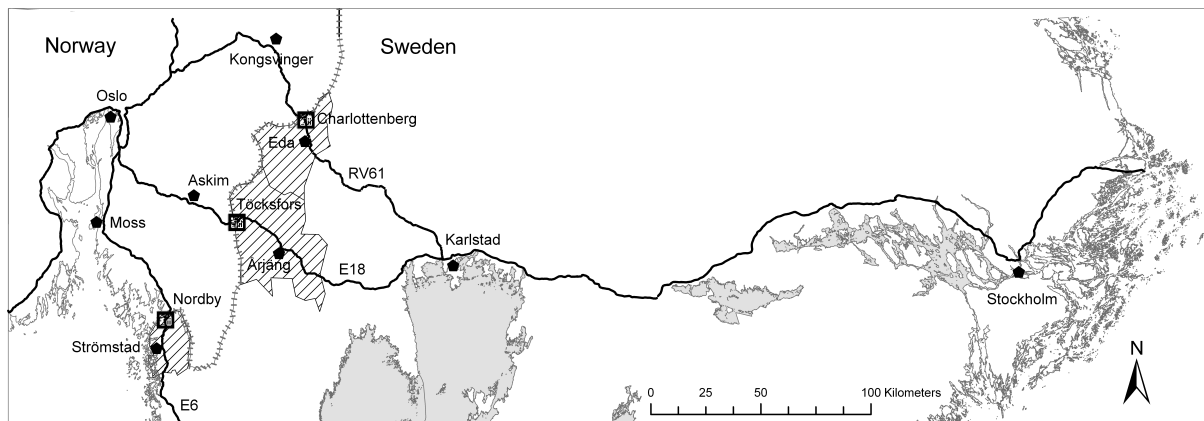 Norway
Sweden
Kongsvinger
Oslo
Charlottenberg
Eda
RV61
Askim
Töcksfors
Moss
Karlstad
Årjäng
E18
Nordby
Stockholm
Strömstad
N
0 25 50 100 Kilometers
E6